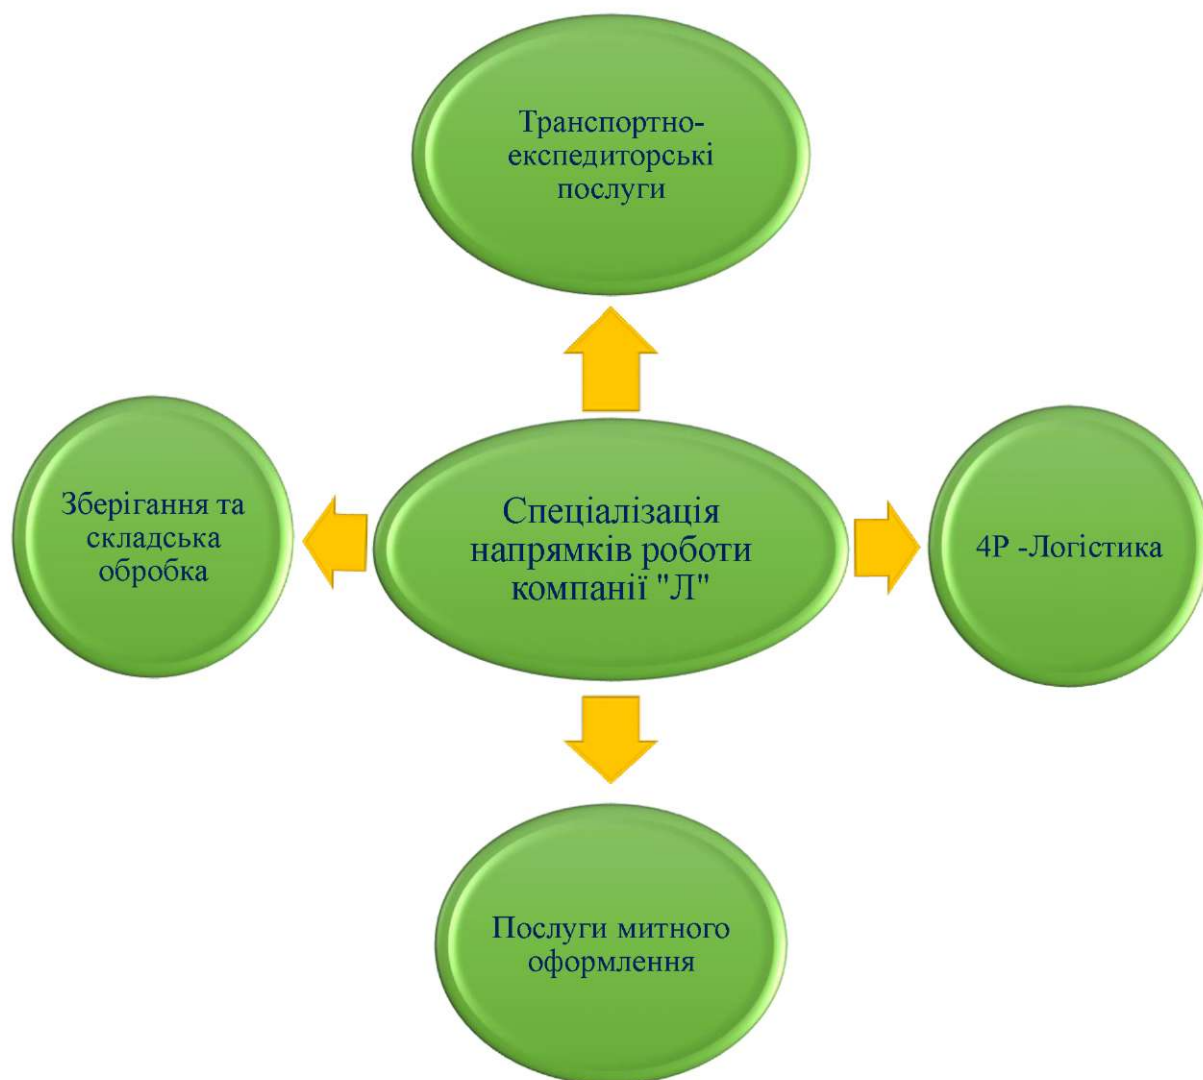 Транспортно-
експедиторські
послуги
Зберігання та
складська
обробка
Спеціалізація
напрямків роботи
компанії "Л"
4Р -Логістика
Послуги митного
оформлення